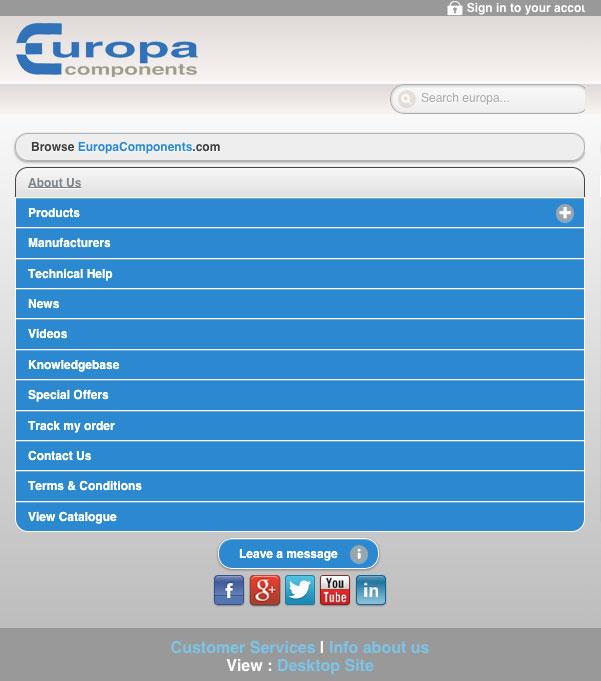 Sign in to your accou
Europa
components
Search europa...
Browse EuropaComponents.com
About Us
Products
Manufacturers
Technical Help
News
Videos
Knowledgebase
Special Offers
Track my order
Contact Us
Terms & Conditions
View Catalogue
Leave a message i
f g+ You Tube in
Customer Services | Info about us
View : Desktop Site